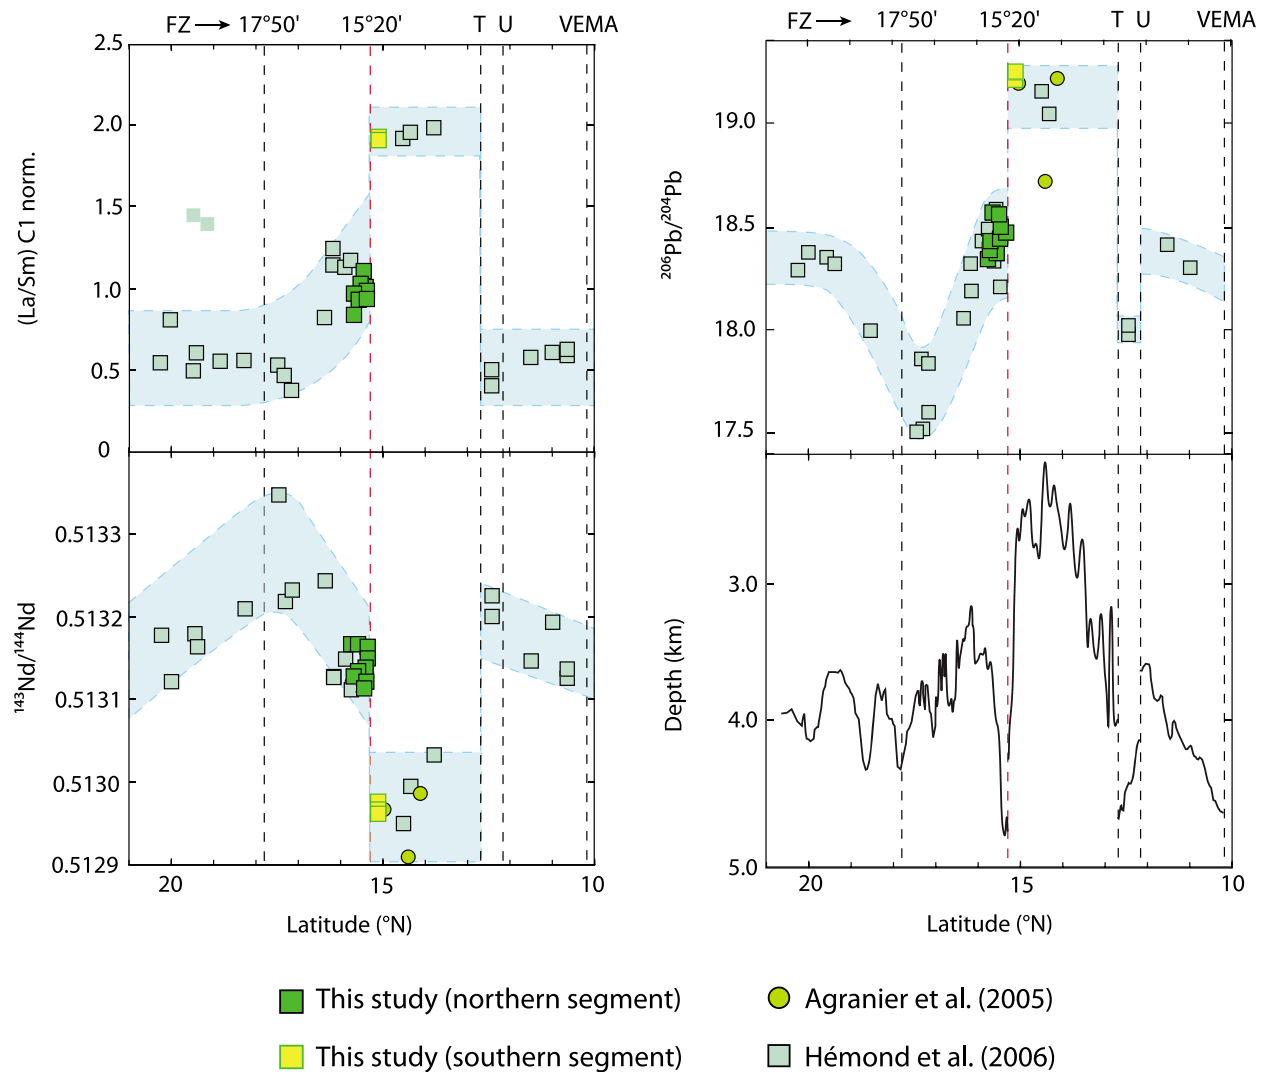 FZ → 17°50' 15°20' T U VEMA
2.5
2.0
1.5
1.0
0.5
0
(La/Sm) C1 norm.
0.5133
0.5132
0.5131
0.5130
0.5129
143Nd/144Nd
20 15 10
Latitude (°N)
FZ → 17°50' 15°20' T U VEMA
19.0
18.5
18.0
17.5
206Pb/204Pb
3.0
4.0
5.0
Depth (km)
20 15 10
Latitude (°N)
This study (northern segment)
Agranier et al. (2005)
This study (southern segment)
Hémond et al. (2006)